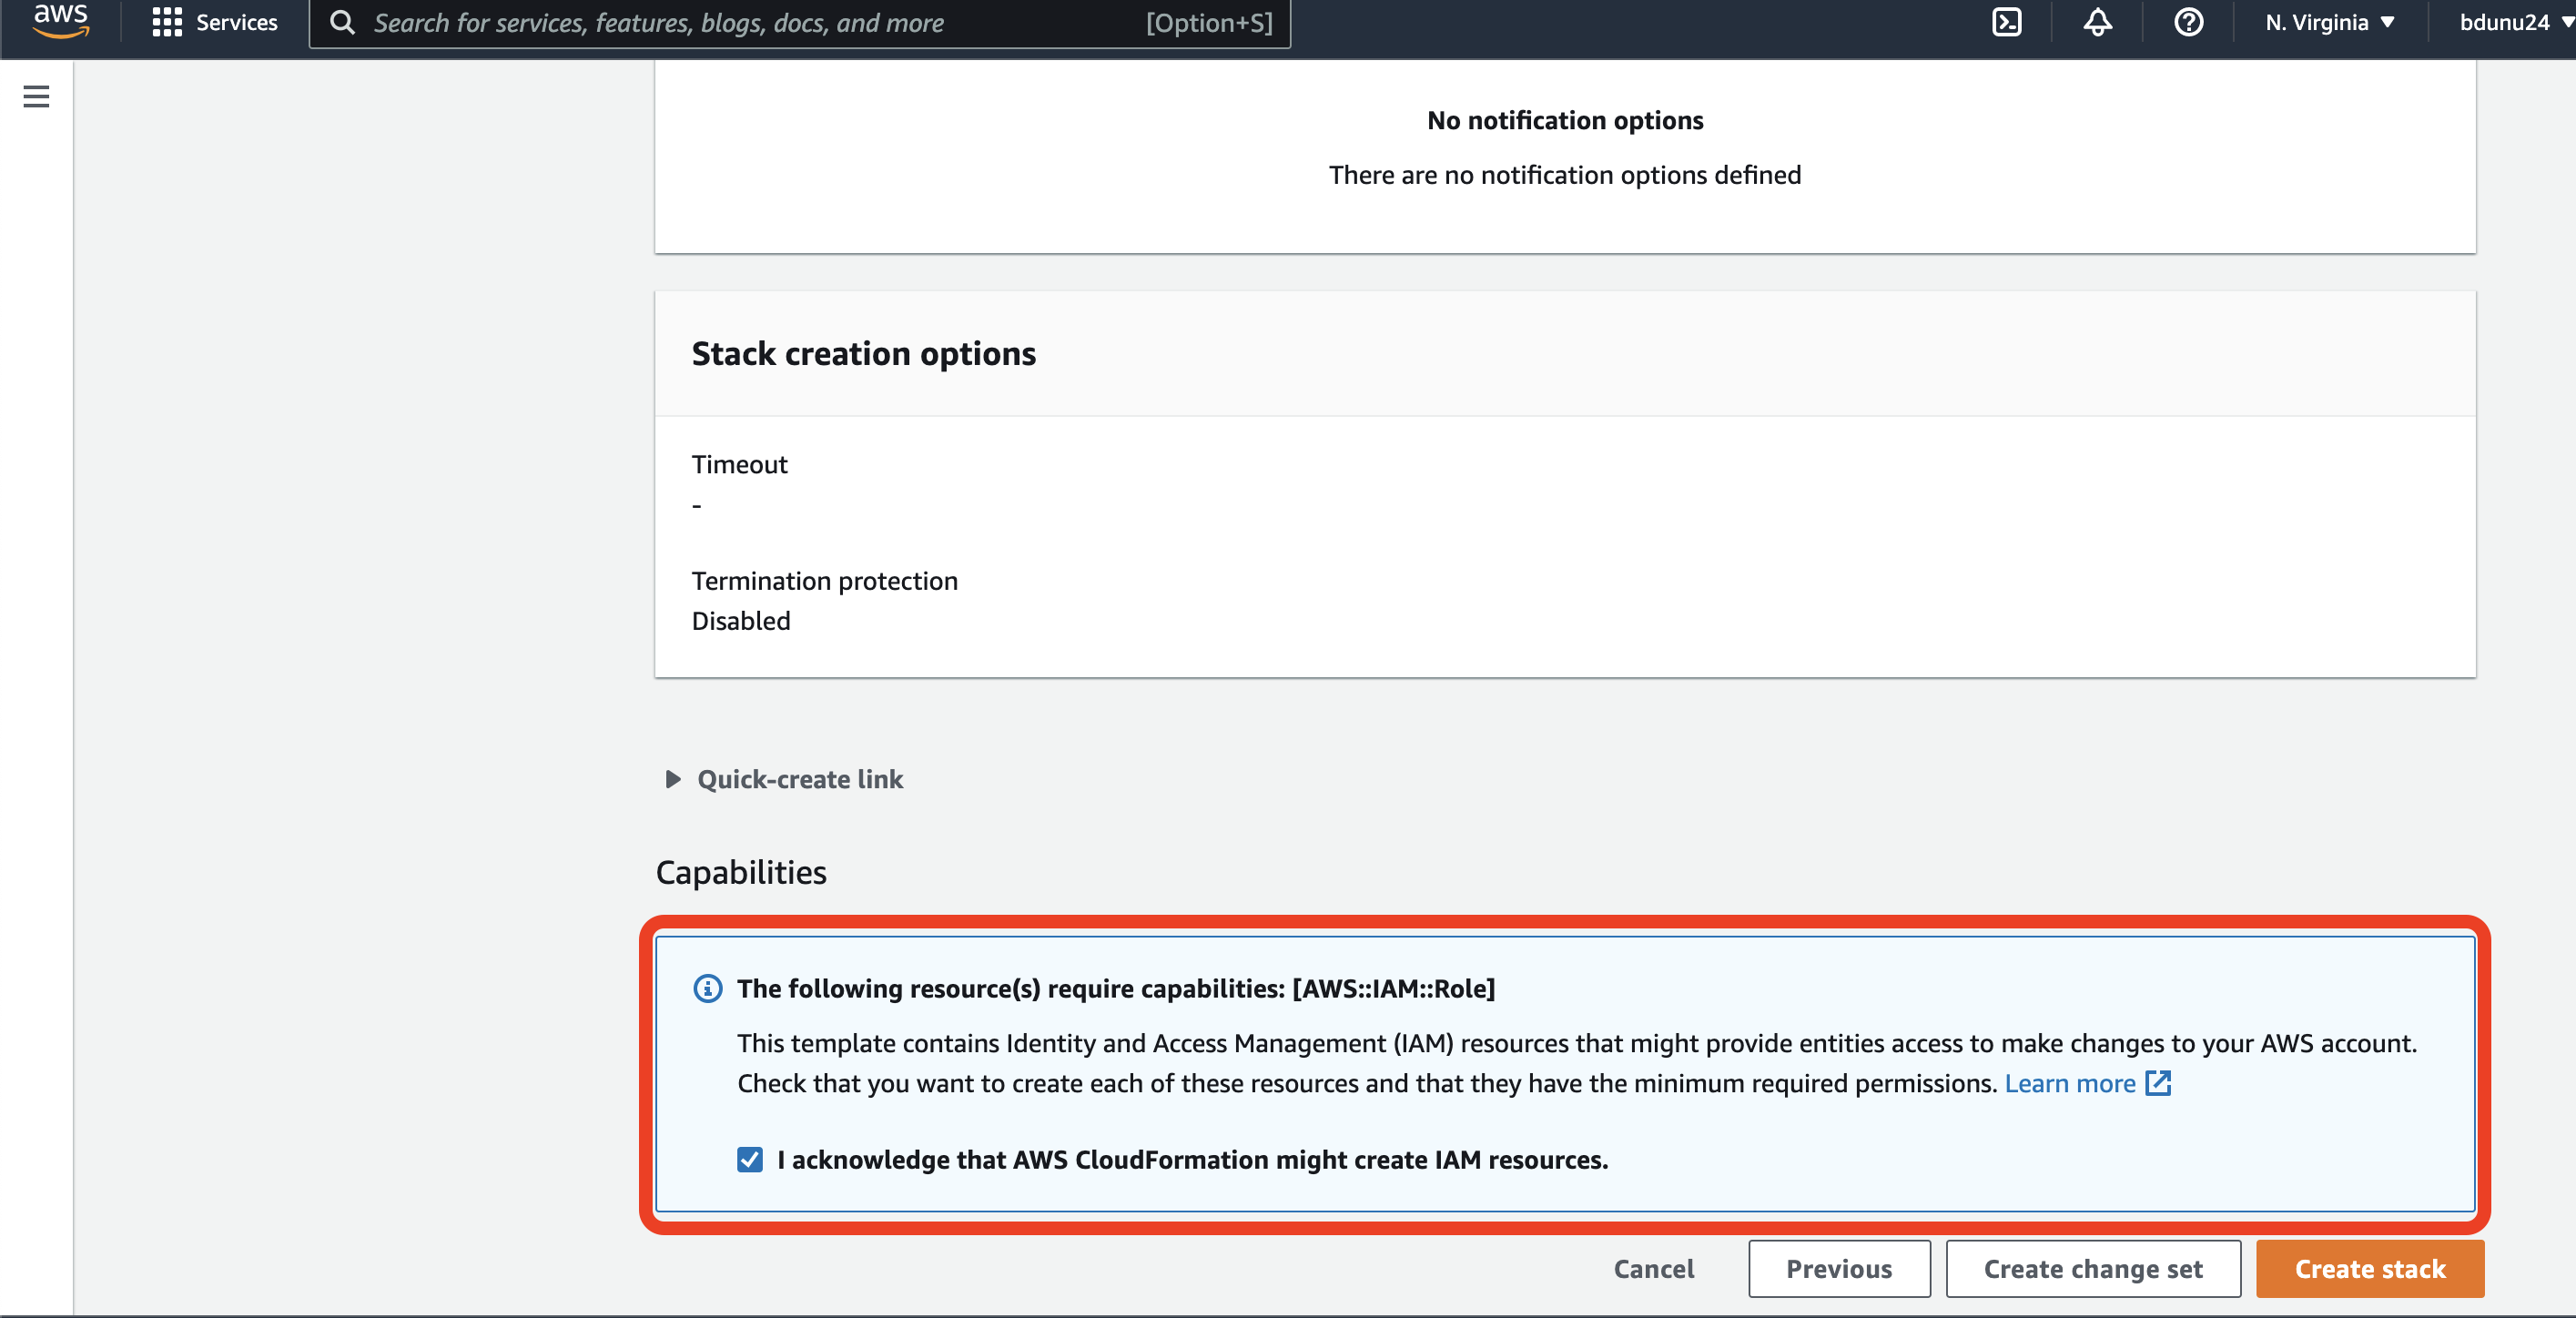 aws
Services
Search for services, features, blogs, docs, and more
[Option+S]
N. Virginia
bdunu24
No notification options
There are no notification options defined
Stack creation options
Timeout
-
Termination protection
Disabled
Quick-create link
Capabilities
The following resource(s) require capabilities: [AWS::IAM::Role]
This template contains Identity and Access Management (IAM) resources that might provide entities access to make changes to your AWS account.
Check that you want to create each of these resources and that they have the minimum required permissions. Learn more
I acknowledge that AWS CloudFormation might create IAM resources.
Cancel
Previous
Create change set
Create stack